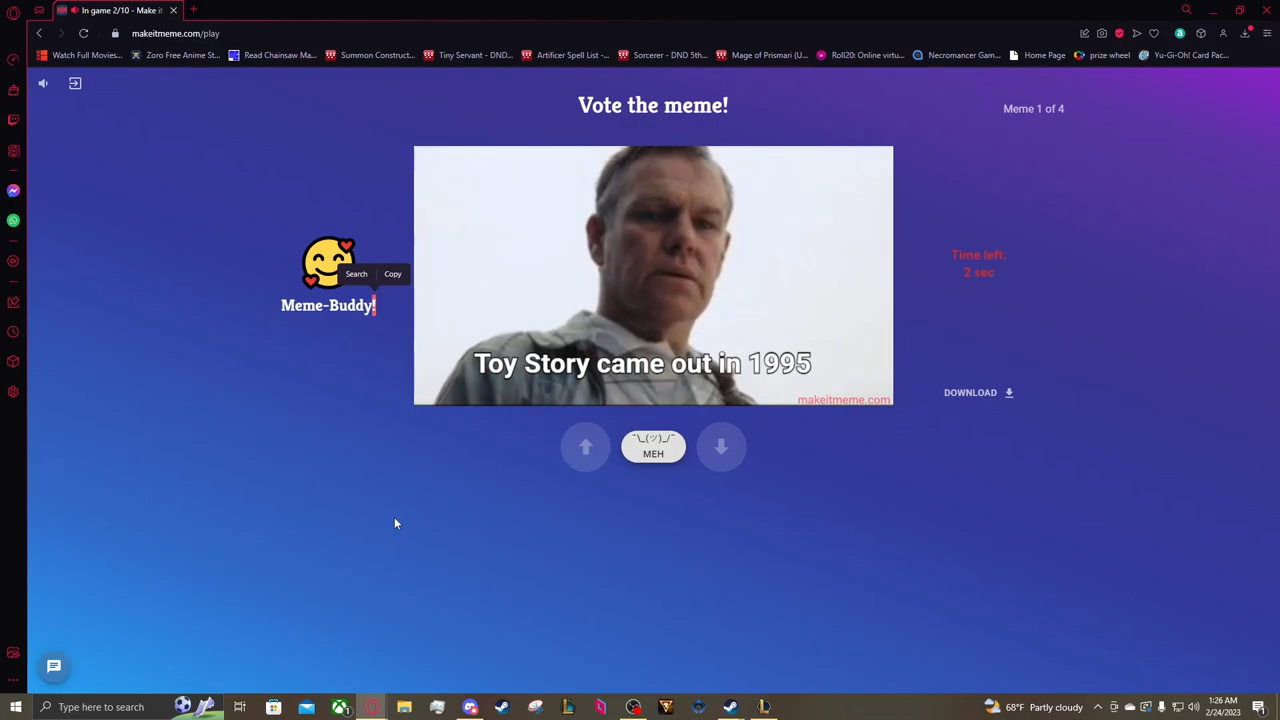 In game 2/10 - Make it
makeitmeme.com/play
Watch Full Movies...
Zoro Free Anime St...
Read Chainsaw Ma...
Summon Construct...
Tiny Servant - DND...
Artificer Spell List -...
Sorcerer - DND 5th...
Mage of Prismari (U...
Roll20: Online virtu...
Necromancer Gam...
Home Page
prize wheel
Yu-Gi-Oh! Card Pac...
Vote the meme!
Meme 1 of 4
Time left:
2 sec
Search
Copy
Meme-Buddy!
Toy Story came out in 1995
makeitmeme.com
DOWNLOAD
¯\_(ツ)_/¯
MEH
Type here to search
68°F Partly cloudy
1:26 AM
2/24/2023